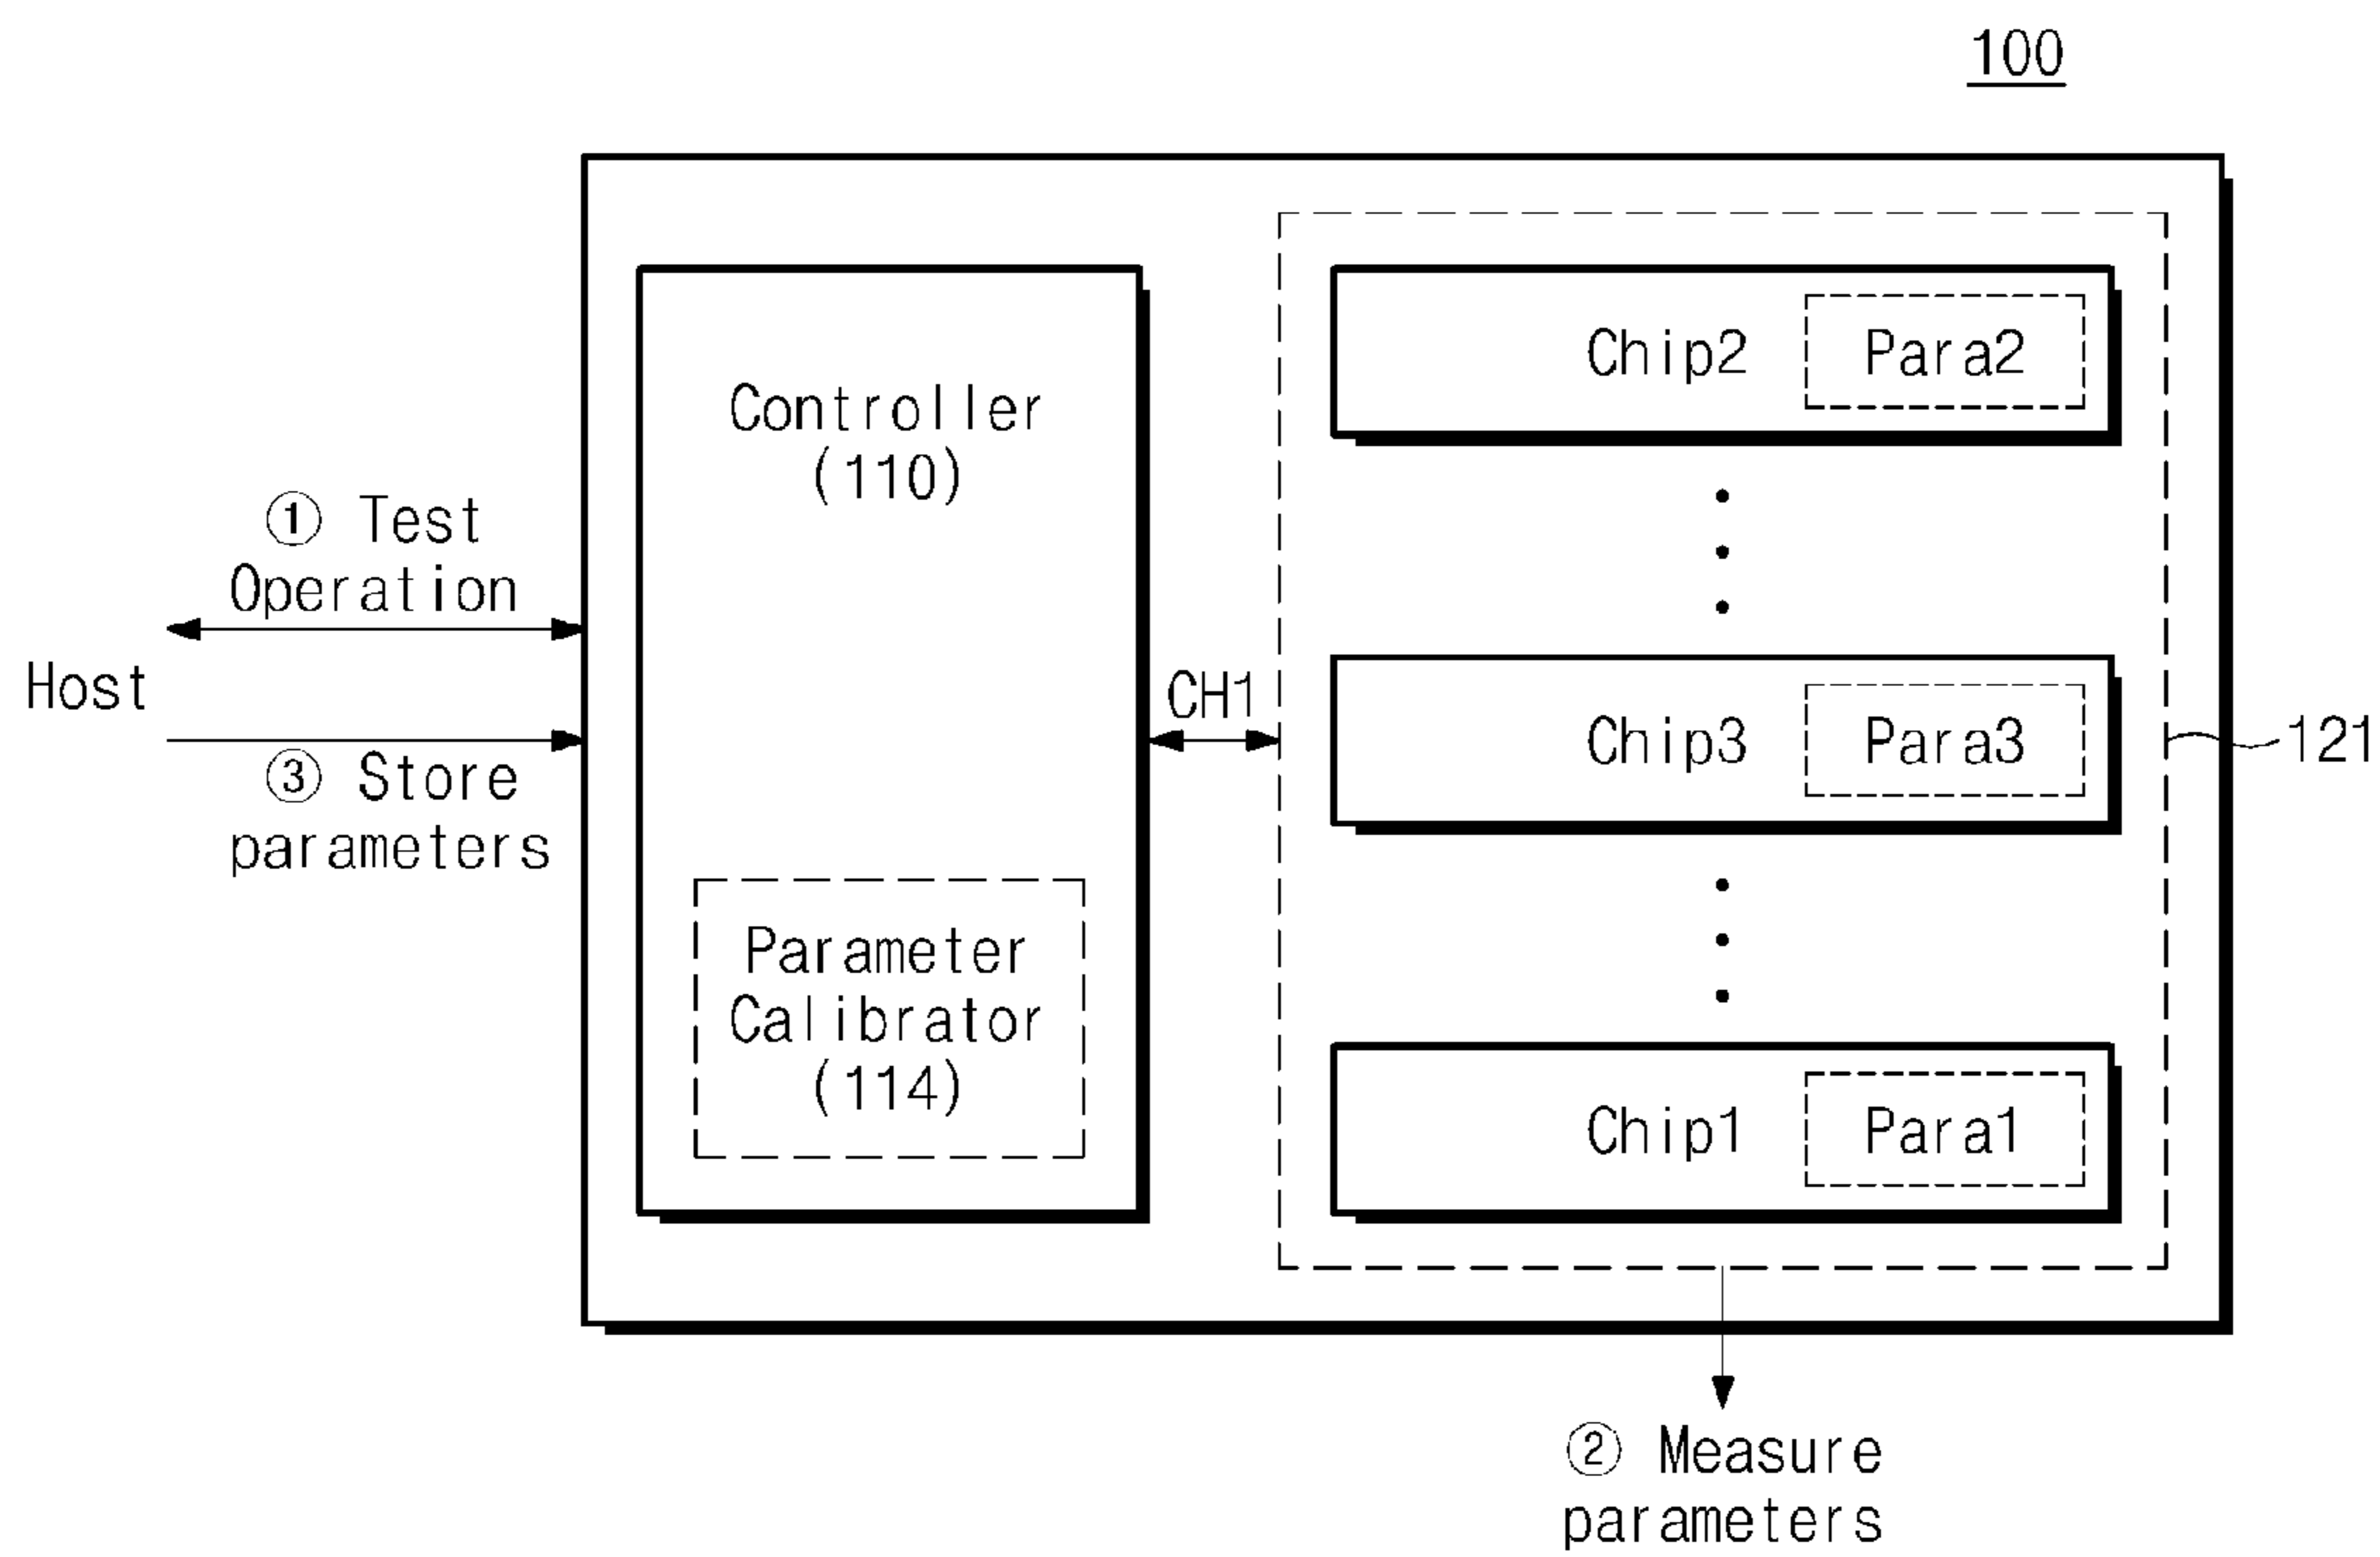 100
Chip2
Para2
Controller
(110)
① Test
Operation
Host
CH1
Chip3
Para3
121
③ Store
parameters
Parameter
Calibrator
(114)
Chip1
Para1
② Measure
parameters